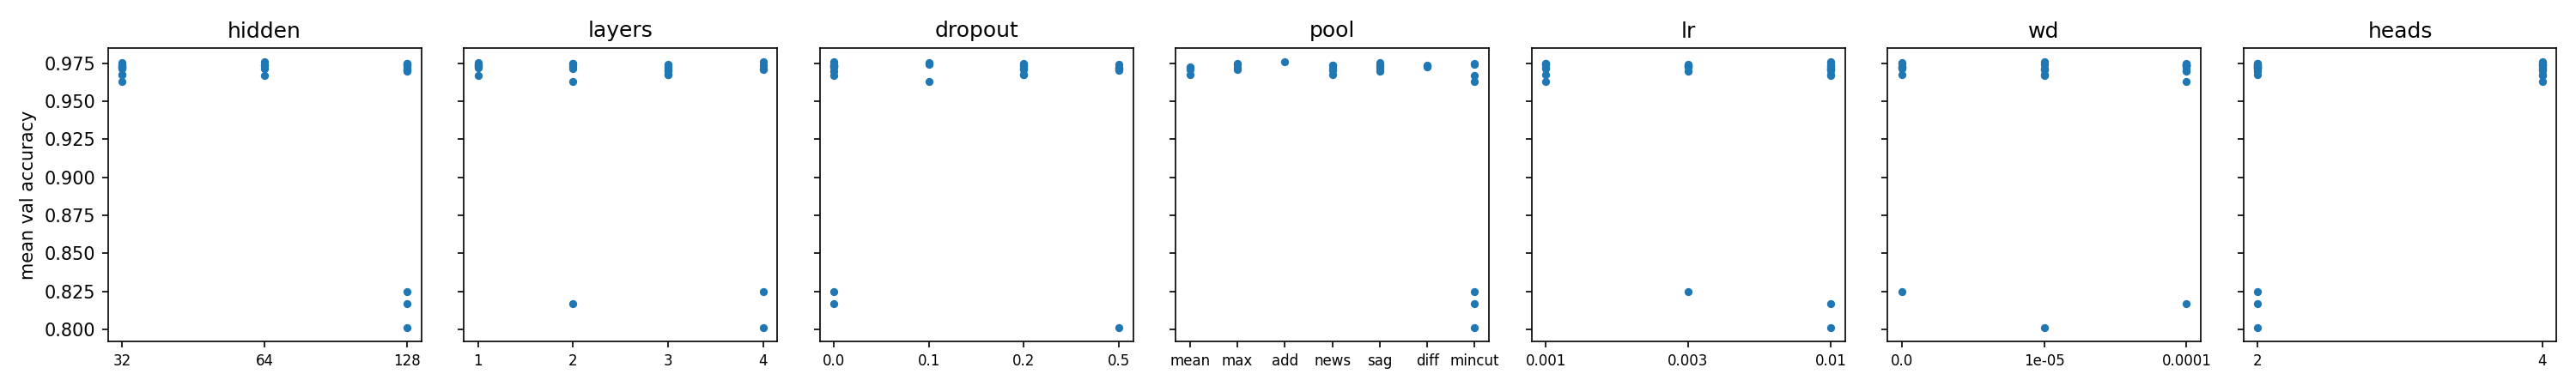 hidden
layers
dropout
pool
lr
wd
heads
mean val accuracy
0.975
0.950
0.925
0.900
0.875
0.850
0.825
0.800
32 64 128
1 2 3 4
0.0 0.1 0.2 0.5
mean max add news sag diff mincut
0.001 0.003 0.01
0.0 1e-05 0.0001
2 4